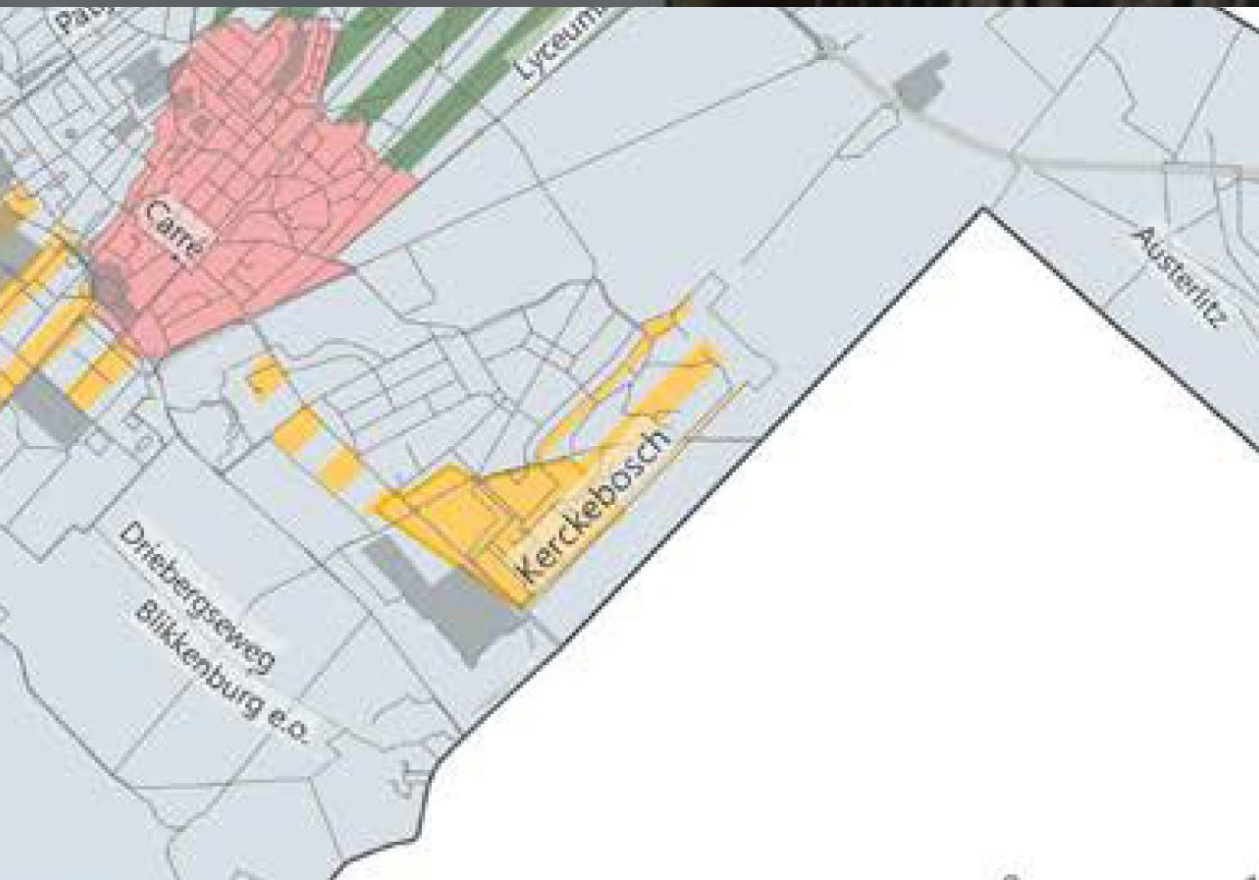 Lyceum
Carré
Austerlitz
Kerckebosch
Driebergseweg
Blikkenburg e.o.